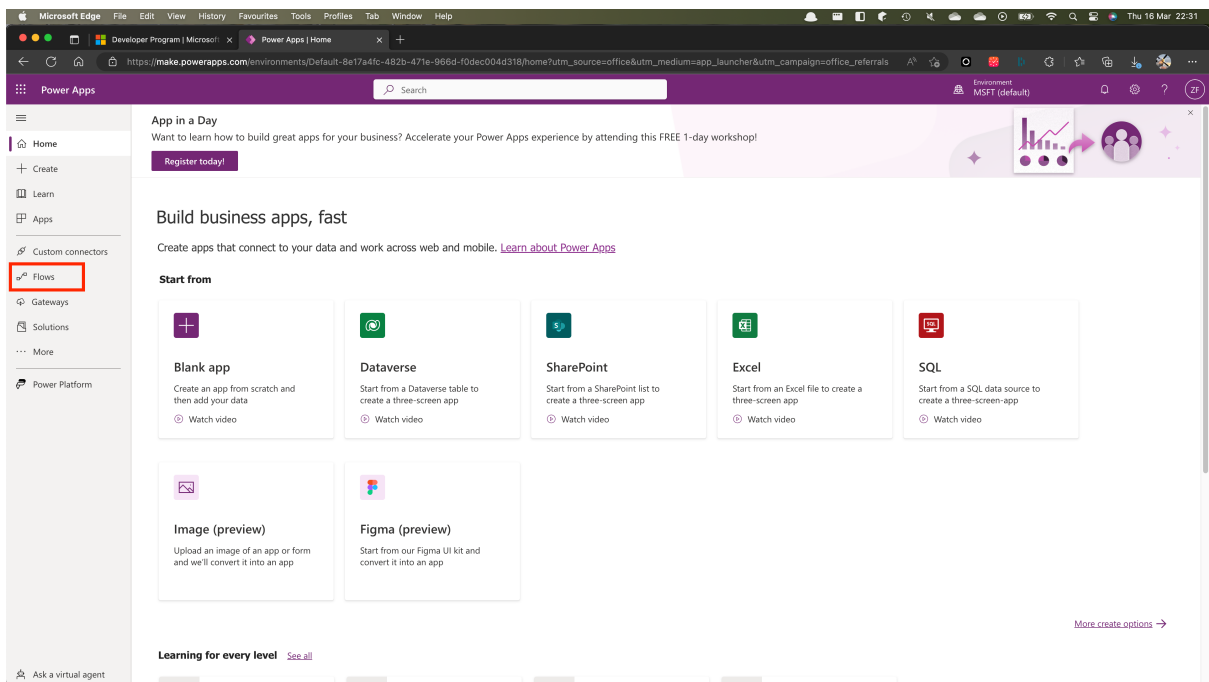 Microsoft Edge File Edit View History Favourites Tools Profiles Tab Window Help Thu 16 Mar 22:31
Developer Program | Microsoft Power Apps | Home
https://make.powerapps.com/environments/Default-8e17a4fc-482b-471e-966d-f0dec004d318/home?utm_source=office&utm_medium=app_launcher&utm_campaign=office_referrals
Power Apps
Search
Environment
MSFT (default)
ZF
App in a Day
Want to learn how to build great apps for your business? Accelerate your Power Apps experience by attending this FREE 1-day workshop!
Register today!
Home
Create
Learn
Apps
Custom connectors
Flows
Gateways
Solutions
More
Power Platform
Ask a virtual agent
Build business apps, fast
Create apps that connect to your data and work across web and mobile. Learn about Power Apps
Start from
Blank app
Create an app from scratch and
then add your data
Watch video
Dataverse
Start from a Dataverse table to
create a three-screen app
Watch video
SharePoint
Start from a SharePoint list to
create a three-screen app
Watch video
Excel
Start from an Excel file to create a
three-screen app
Watch video
SQL
Start from a SQL data source to
create a three-screen-app
Watch video
Image (preview)
Upload an image of an app or form
and we'll convert it into an app
Figma (preview)
Start from our Figma UI kit and
convert it into an app
More create options
Learning for every level See all